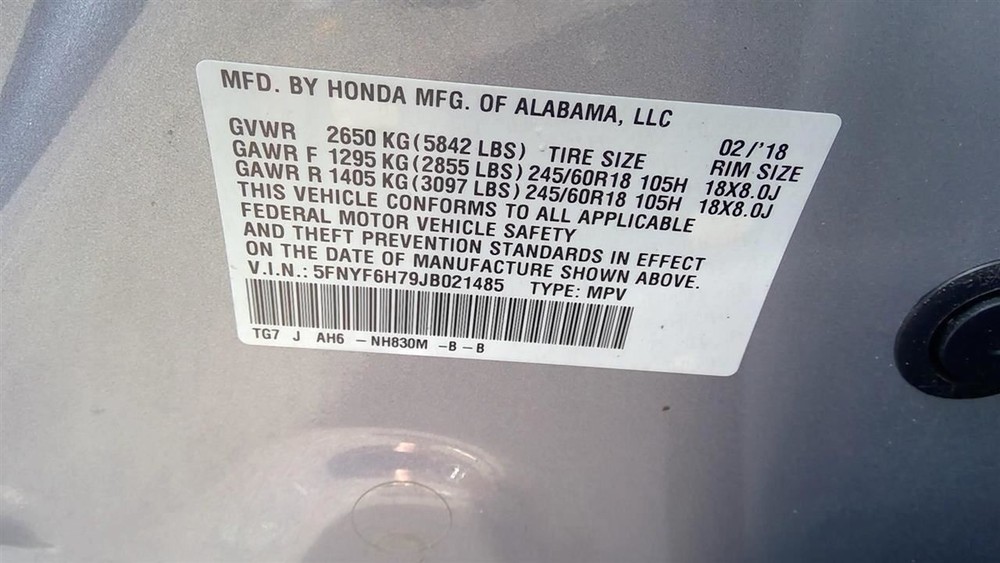 MFD. BY HONDA MFG. OF ALABAMA, LLC
02/'18
GVWR 2650 KG (5842 LBS) TIRE SIZE RIM SIZE
GAWR F 1295 KG (2855 LBS) 245/60R18 105H 18X8.0J
GAWR R 1405 KG (3097 LBS) 245/60R18 105H 18X8.0J
THIS VEHICLE CONFORMS TO ALL APPLICABLE
FEDERAL MOTOR VEHICLE SAFETY
AND THEFT PREVENTION STANDARDS IN EFFECT
ON THE DATE OF MANUFACTURE SHOWN ABOVE.
V.I.N.: 5FNYF6H79JB021485 TYPE: MPV
TG7 J AH6 – NH830M –B – B